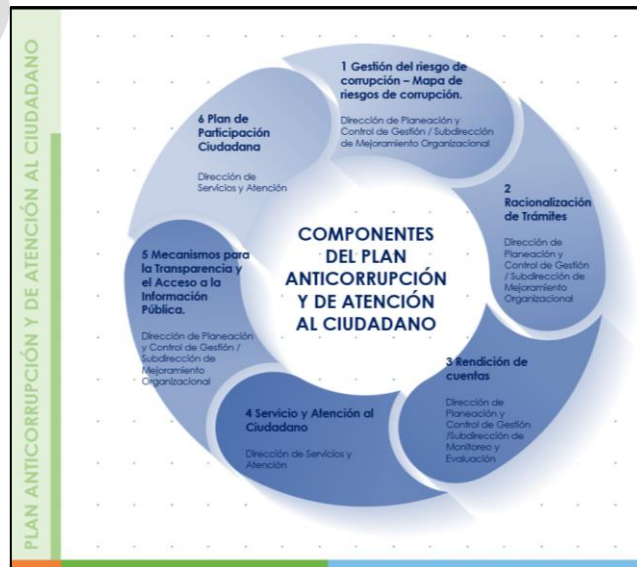 PLAN ANTICORRUPCIÓN Y DE ATENCIÓN AL CIUDADANO
1 Gestión del riesgo de
corrupción – Mapa de
riesgos de corrupción.
Dirección de Planeación y
Control de Gestión / Subdirección
de Mejoramiento Organizacional
2
Racionalización
de Trámites
Dirección de
Planeación y
Control de Gestión
/ Subdirección de
Mejoramiento
Organizacional
3 Rendición de
cuentas
Dirección de
Planeación y
Control de Gestión
/Subdirección de
Monitoreo y
Evaluación
4 Servicio y Atención al
Ciudadano
Dirección de Servicios y
Atención
5 Mecanismos para
la Transparencia y
el Acceso a la
Información
Pública.
Dirección de Planeación
y Control de Gestión /
Subdirección de
Mejoramiento
Organizacional
6 Plan de
Participación
Ciudadana
Dirección de
Servicios y Atención
COMPONENTES
DEL PLAN
ANTICORRUPCIÓN
Y DE ATENCIÓN
AL CIUDADANO